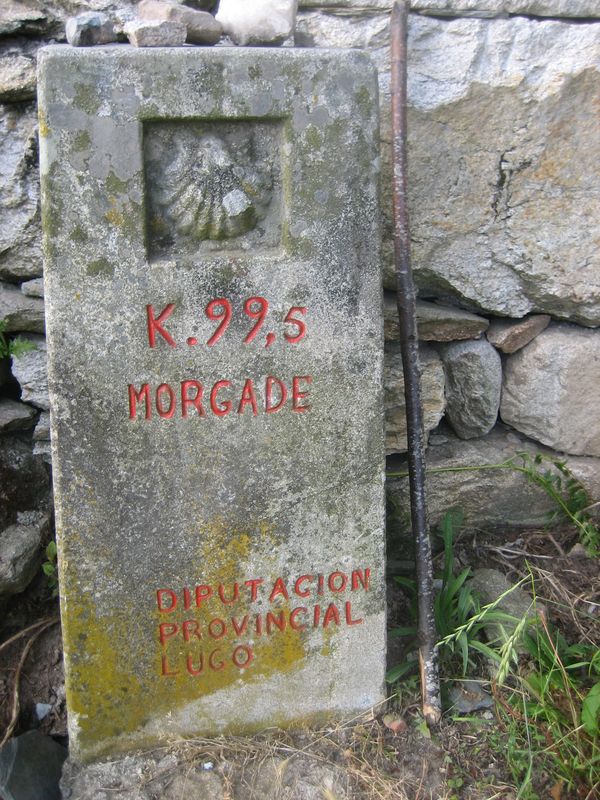 K.99,5
MORGADE
DIPUTACION
PROVINCIAL
LUGO